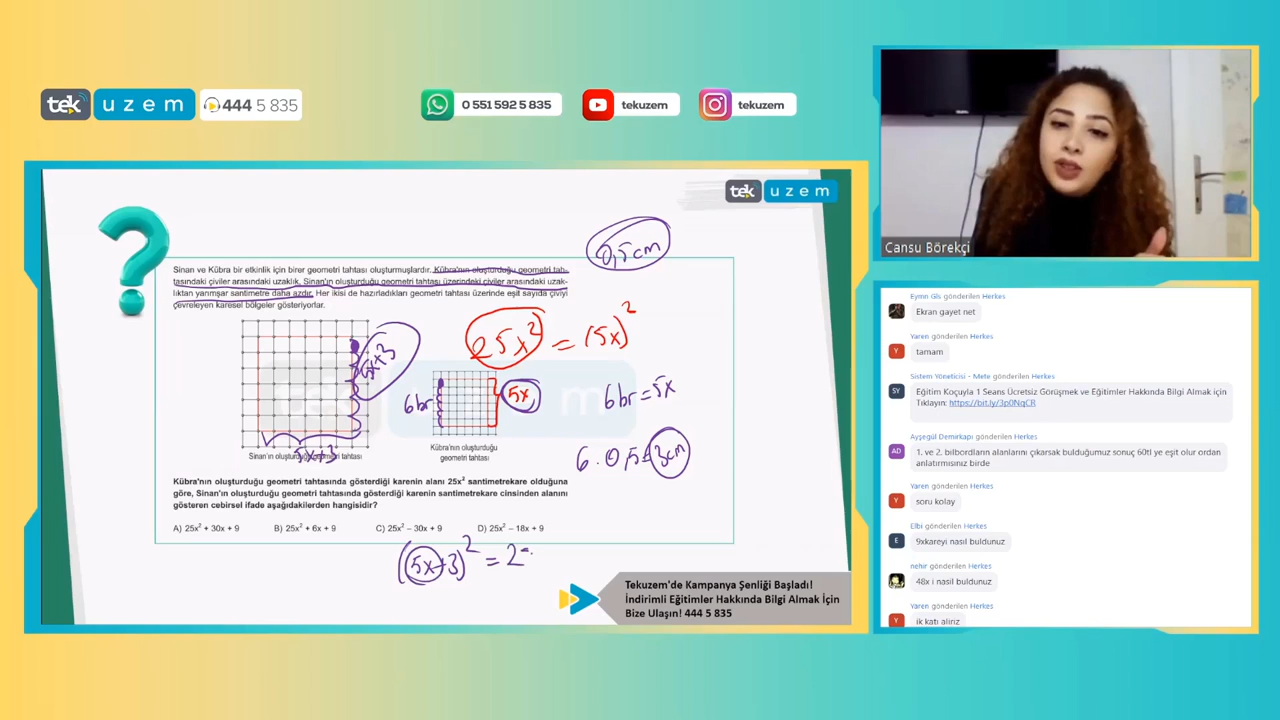 tek uzem 444 5 835
0 551 592 5 835
tekuzem
tekuzem
Cansu Börekçi
tek uzem
0,5cm
Sinan ve Kübra bir etkinlik için birer geometri tahtası oluşturmuşlardır. Kübra'nın oluşturduğu geometri tah-
tasındaki çiviler arasındaki uzaklık, Sinan'ın oluşturduğu geometri tahtası üzerindeki çiviler arasındaki uzak-
lıktan yarımşar santimetre daha azdır. Her ikisi de hazırladıkları geometri tahtası üzerinde eşit sayıda çiviyi
çevreleyen karesel bölgeler gösteriyorlar.
25x² = (5x)²
5x+3
6br
5x
6br=5x
5x+3
6.0,5=3cm
Sinan'ın oluşturduğu geometri tahtası
Kübra'nın oluşturduğu
geometri tahtası
Kübra'nın oluşturduğu geometri tahtasında gösterdiği karenin alanı 25x² santimetrekare olduğuna
göre, Sinan'ın oluşturduğu geometri tahtasında gösterdiği karenin santimetrekare cinsinden alanını
gösteren cebirsel ifade aşağıdakilerden hangisidir?
A) 25x² + 30x + 9 B) 25x² + 6x + 9 C) 25x² – 30x + 9 D) 25x² – 18x + 9
(5x+3)² = 2
Tekuzem'de Kampanya Şenliği Başladı!
İndirimli Eğitimler Hakkında Bilgi Almak İçin
Bize Ulaşın! 444 5 835
Eymn Gls gönderilen Herkes
Ekran gayet net
Yaren gönderilen Herkes
Y tamam
Sistem Yöneticisi - Mete gönderilen Herkes
SY Eğitim Koçuyla 1 Seans Ücretsiz Görüşmek ve Eğitimler Hakkında Bilgi Almak için
Tıklayın: https://bit.ly/3p0NqCR
Ayşegül Demirkapı gönderilen Herkes
AD 1. ve 2. bilbordların alanlarını çıkarsak bulduğumuz sonuç 60tl ye eşit olur ordan
anlatırmısınız birde
Yaren gönderilen Herkes
Y soru kolay
Elbi gönderilen Herkes
E 9xkareyi nasıl buldunuz
nehir gönderilen Herkes
48x i nasıl buldunuz
Yaren gönderilen Herkes
Y ik katı alırız